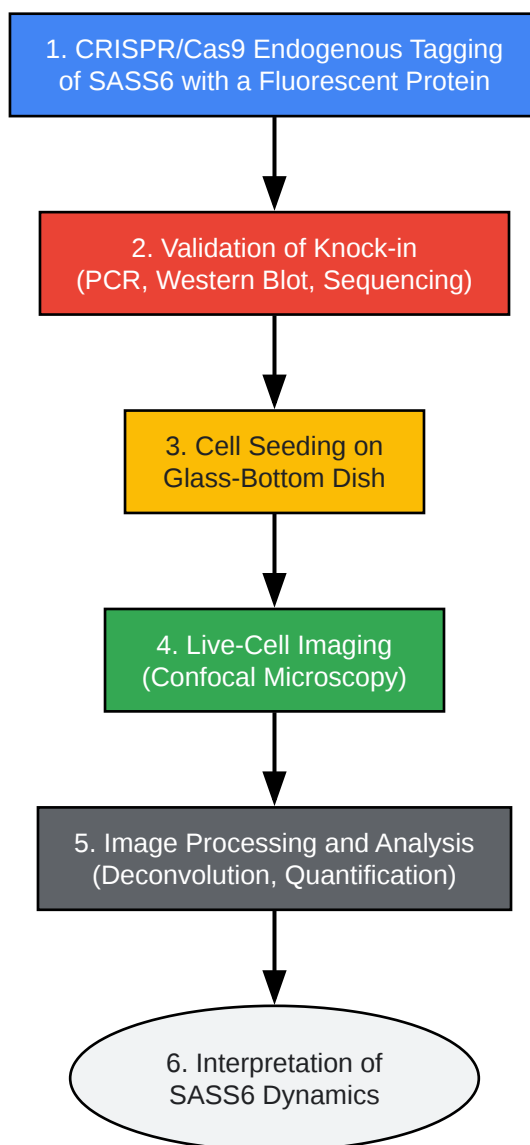 1. CRISPR/Cas9 Endogenous Tagging
of SASS6 with a Fluorescent Protein
2. Validation of Knock-in
(PCR, Western Blot, Sequencing)
3. Cell Seeding on
Glass-Bottom Dish
4. Live-Cell Imaging
(Confocal Microscopy)
5. Image Processing and Analysis
(Deconvolution, Quantification)
6. Interpretation of
SASS6 Dynamics